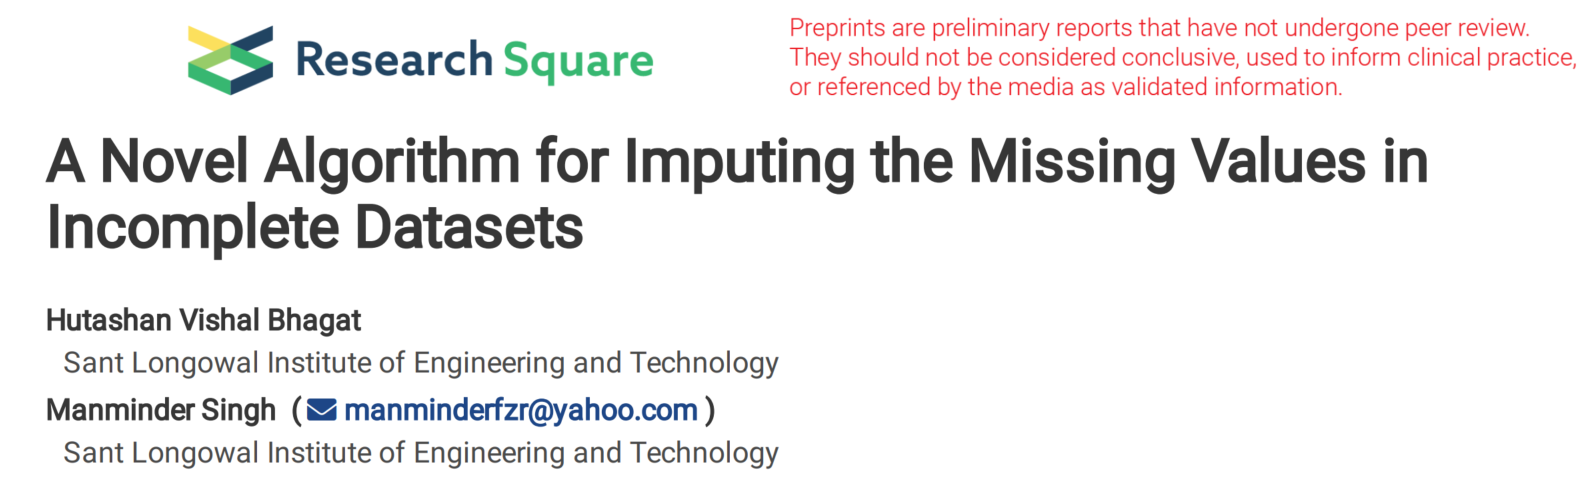 Research Square
Preprints are preliminary reports that have not undergone peer review.
They should not be considered conclusive, used to inform clinical practice,
or referenced by the media as validated information.
A Novel Algorithm for Imputing the Missing Values in
Incomplete Datasets
Hutashan Vishal Bhagat
Sant Longowal Institute of Engineering and Technology
Manminder Singh ( manminderfzr@yahoo.com )
Sant Longowal Institute of Engineering and Technology